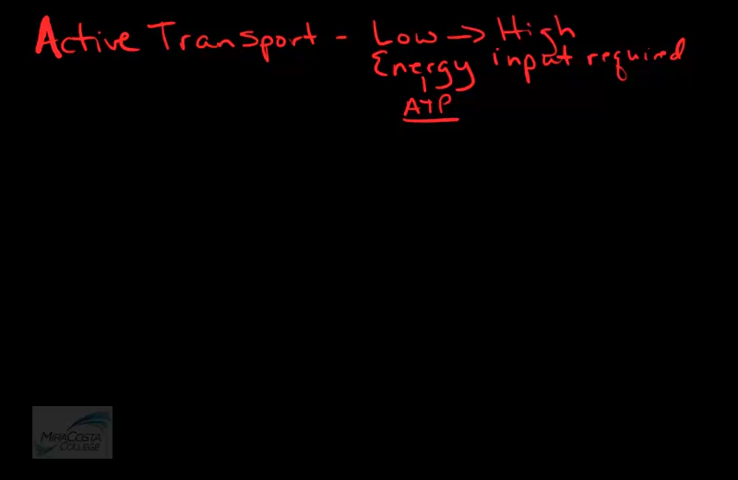 Active Transport - Low → High
Energy input required
ATP
MIRACOSTA
COLLEGE